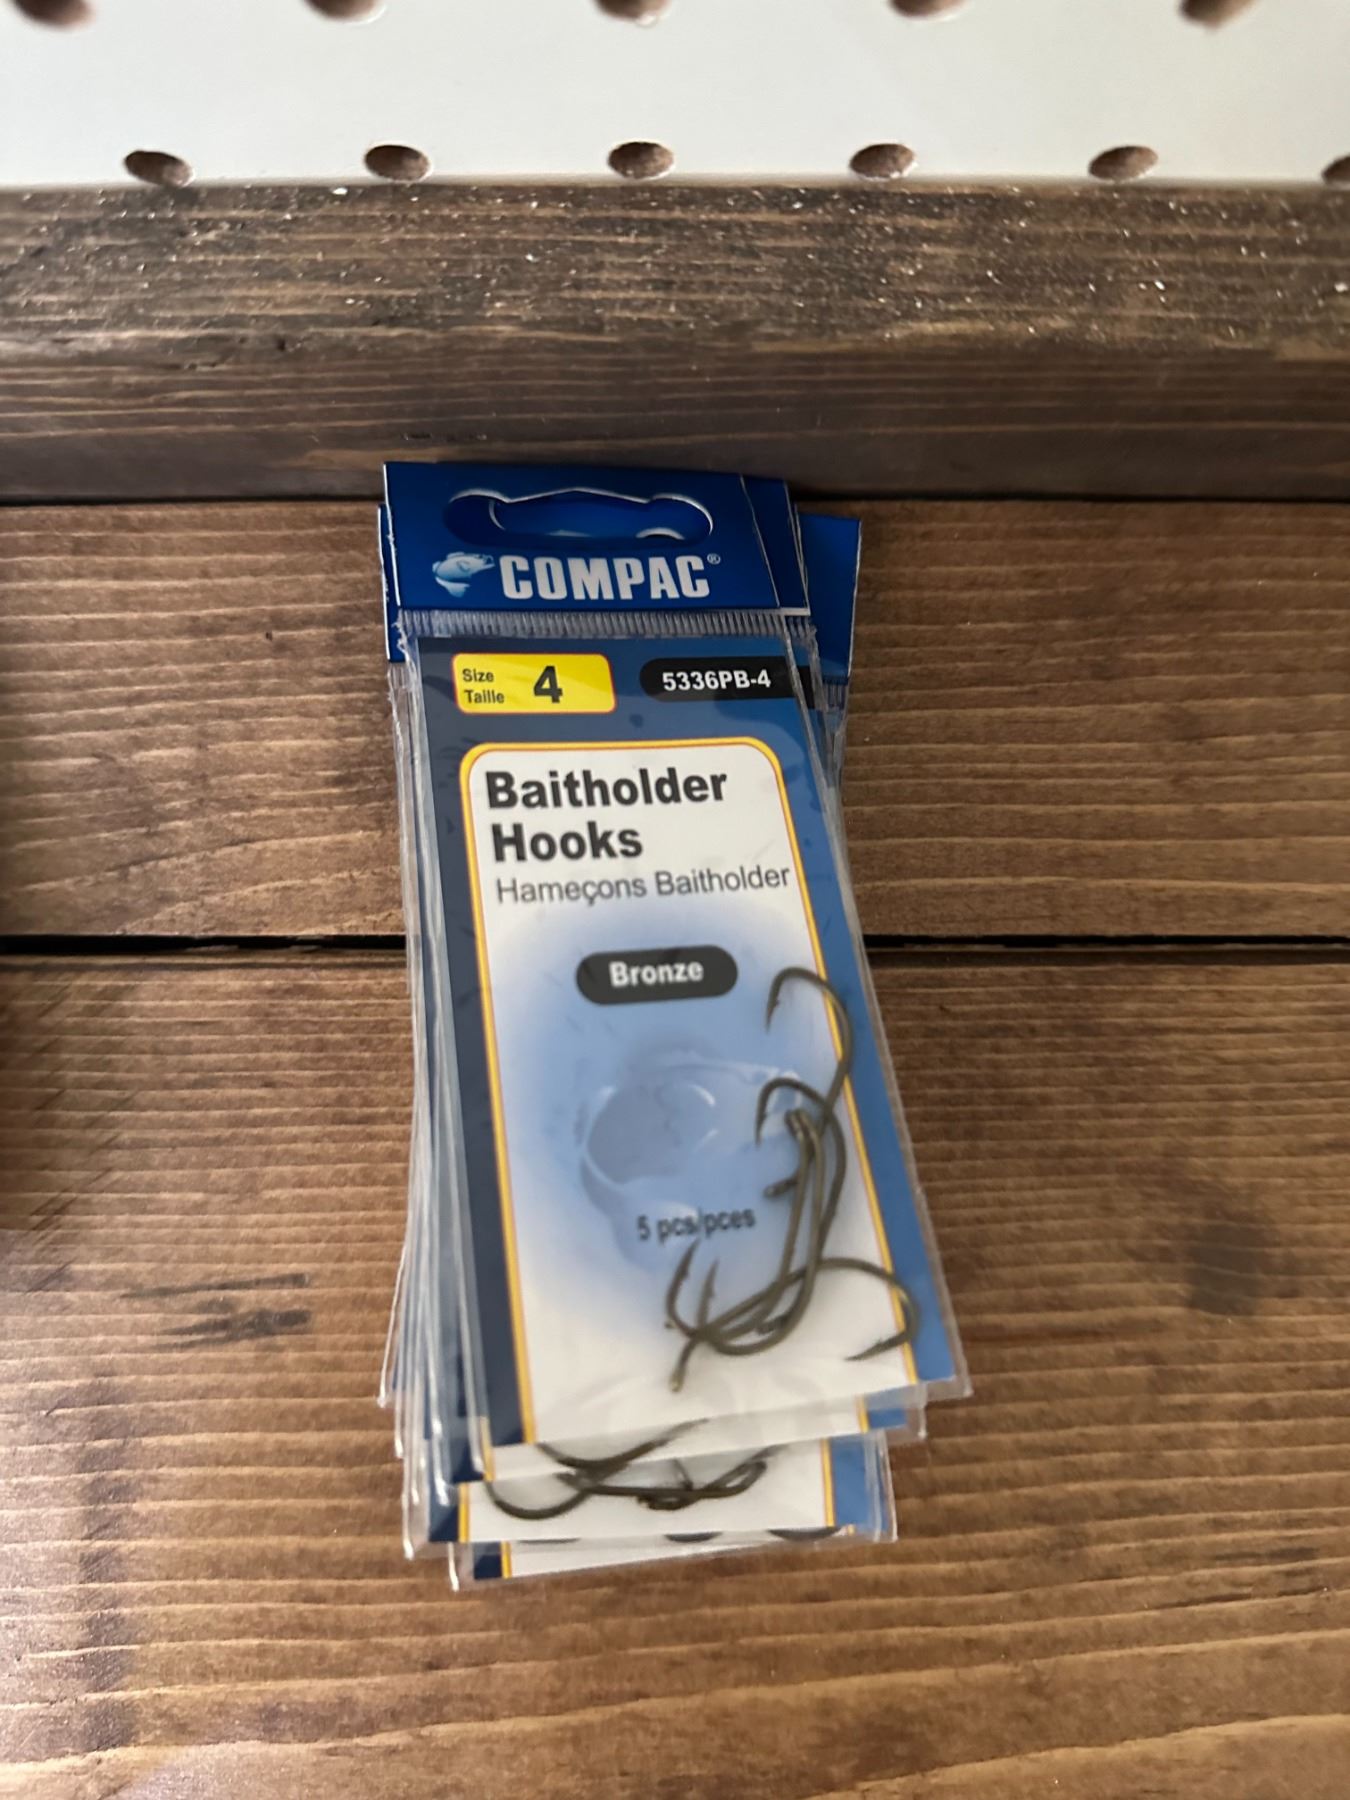 COMPAC®
Size
Taille
4
5336PB-4
Baitholder
Hooks
Hameçons Baitholder
Bronze
5 pcs/pces